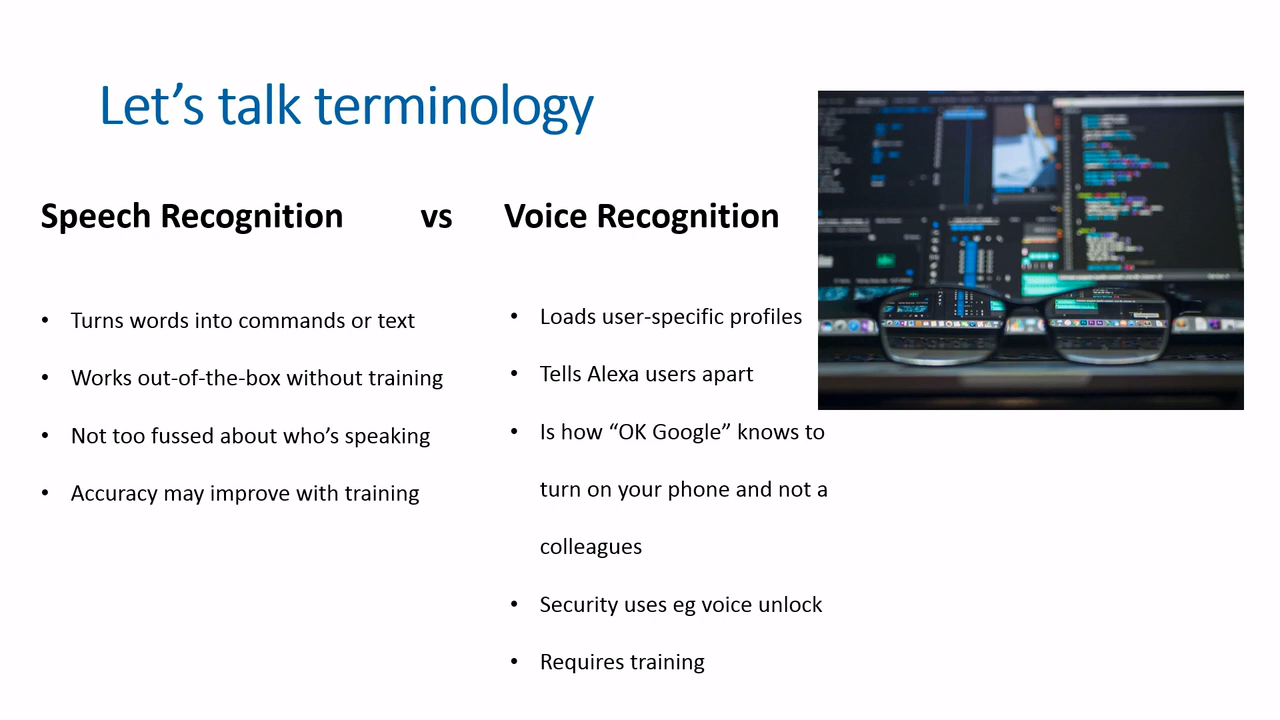 Let’s talk terminology
Speech Recognition vs Voice Recognition
• Turns words into commands or text
• Works out-of-the-box without training
• Not too fussed about who’s speaking
• Accuracy may improve with training
• Loads user-specific profiles
• Tells Alexa users apart
• Is how “OK Google” knows to
turn on your phone and not a
colleagues
• Security uses eg voice unlock
• Requires training